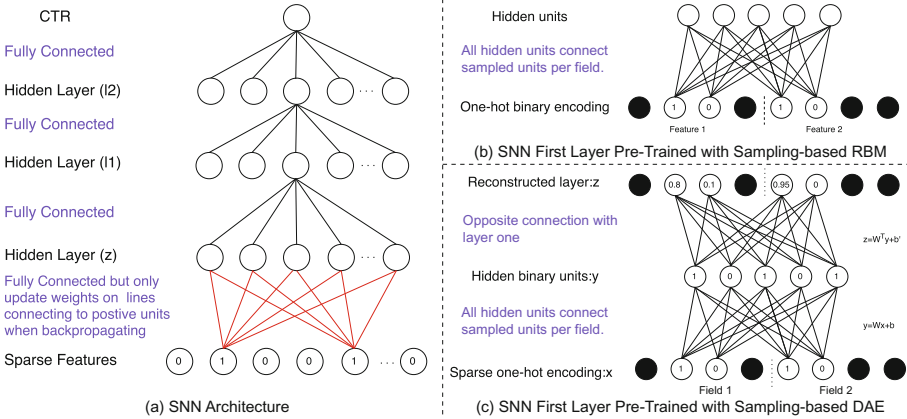 CTR
Fully Connected
Hidden Layer (l2)
. . .
Fully Connected
Hidden Layer (l1)
. . .
Fully Connected
Hidden Layer (z)
. . .
Fully Connected but only
update weights on lines
connecting to postive units
when backpropagating
Sparse Features
0 1 0 0 1 . . . 0
(a) SNN Architecture
Hidden units
All hidden units connect
sampled units per field.
One-hot binary encoding
1 0 1 0
Feature 1 Feature 2
(b) SNN First Layer Pre-Trained with Sampling-based RBM
Reconstructed layer:z
0.8 0.1 0.95 0
Opposite connection with
layer one
z=Wᵀy+b'
Hidden binary units:y
1 0 1 0 1
All hidden units connect
sampled units per field.
y=Wx+b
Sparse one-hot encoding:x
1 0 1 0
Field 1 Field 2
(c) SNN First Layer Pre-Trained with Sampling-based DAE